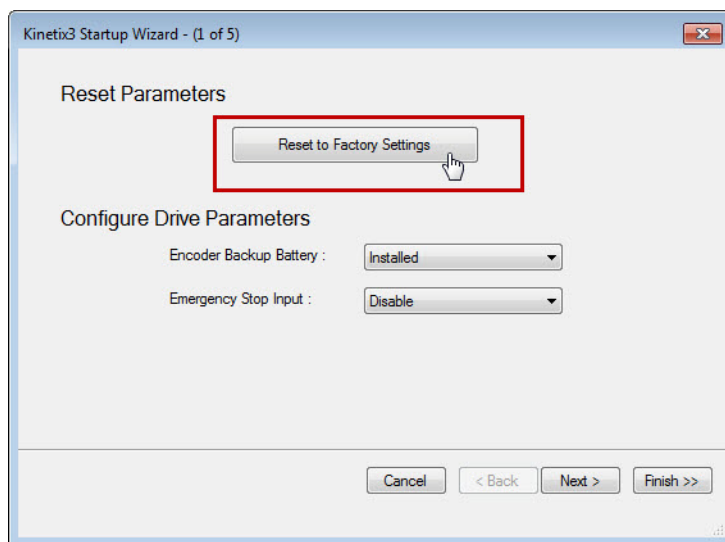 Kinetix3 Startup Wizard - (1 of 5)
Reset Parameters
Reset to Factory Settings
Configure Drive Parameters
Encoder Backup Battery : Installed
Emergency Stop Input : Disable
Cancel < Back Next > Finish >>